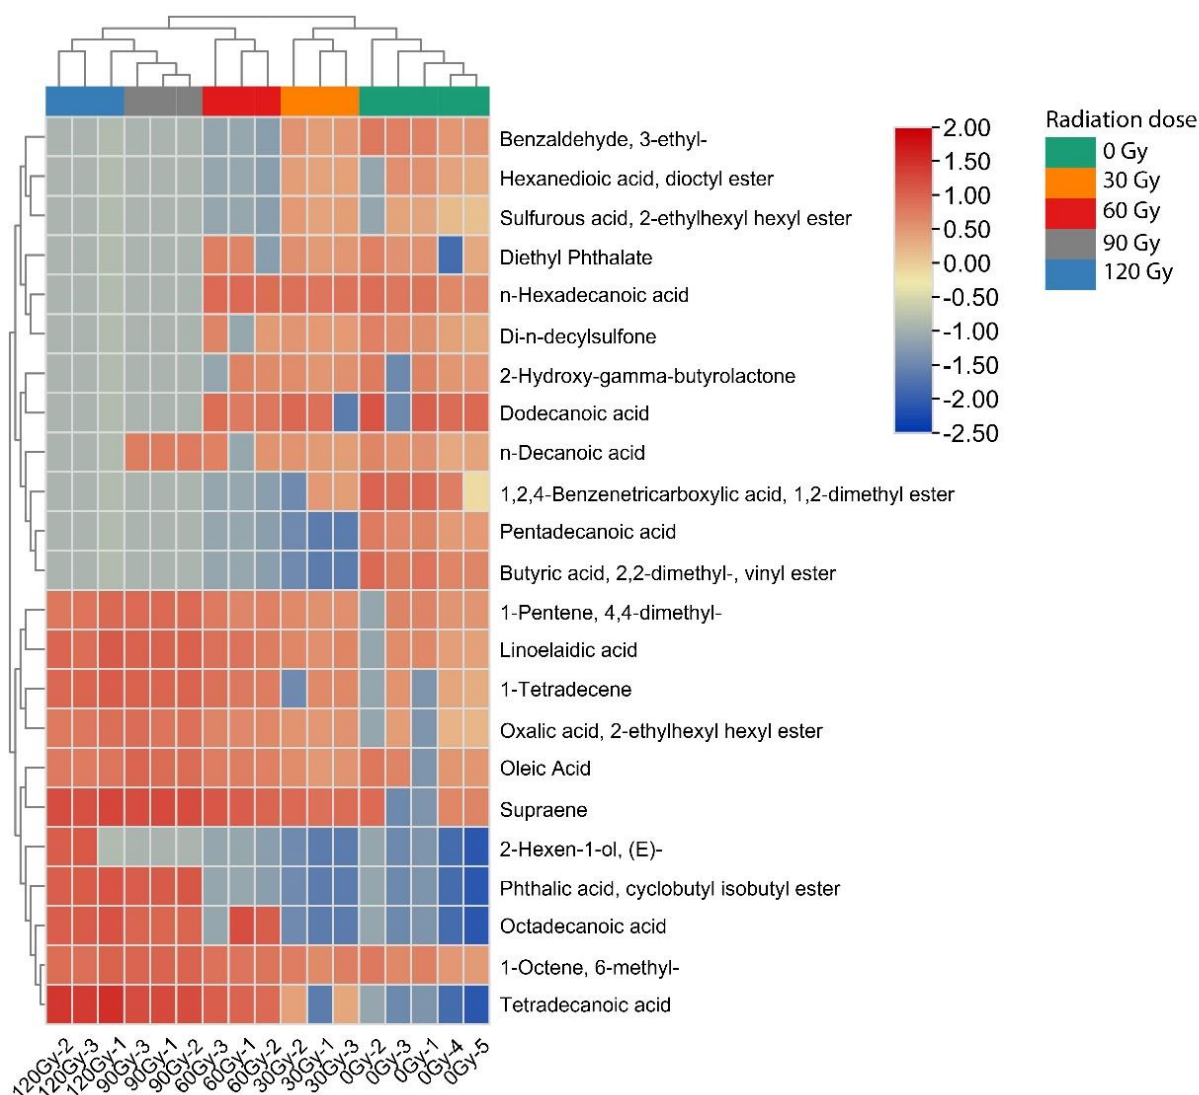 Benzaldehyde, 3-ethyl-
Hexanedioic acid, dioctyl ester
Sulfurous acid, 2-ethylhexyl hexyl ester
Diethyl Phthalate
n-Hexadecanoic acid
Di-n-decylsulfone
2-Hydroxy-gamma-butyrolactone
Dodecanoic acid
n-Decanoic acid
1,2,4-Benzenetricarboxylic acid, 1,2-dimethyl ester
Pentadecanoic acid
Butyric acid, 2,2-dimethyl-, vinyl ester
1-Pentene, 4,4-dimethyl-
Linoelaidic acid
1-Tetradecene
Oxalic acid, 2-ethylhexyl hexyl ester
Oleic Acid
Supraene
2-Hexen-1-ol, (E)-
Phthalic acid, cyclobutyl isobutyl ester
Octadecanoic acid
1-Octene, 6-methyl-
Tetradecanoic acid
2.00
1.50
1.00
0.50
0.00
-0.50
-1.00
-1.50
-2.00
-2.50
Radiation dose
0 Gy
30 Gy
60 Gy
90 Gy
120 Gy
120Gy-2
120Gy-3
120Gy-1
90Gy-3
90Gy-1
90Gy-2
60Gy-3
60Gy-1
60Gy-2
30Gy-2
30Gy-1
30Gy-3
0Gy-2
0Gy-3
0Gy-1
0Gy-4
0Gy-5